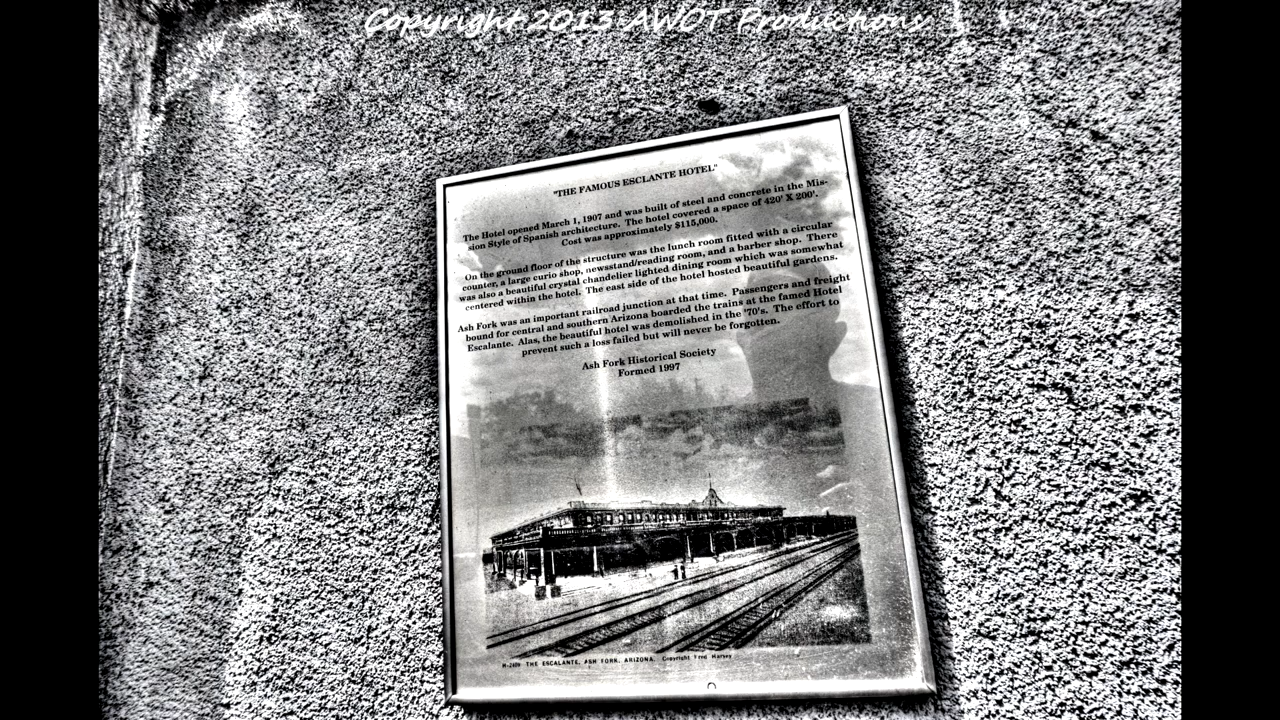 Copyright 2013 AWOT Productions
"THE FAMOUS ESCLANTE HOTEL"
The Hotel opened March 1, 1907 and was built of steel and concrete in the Mis-
sion Style of Spanish architecture. The hotel covered a space of 420' X 200'.
Cost was approximately $115,000.
On the ground floor of the structure was the lunch room fitted with a circular
counter, a large curio shop, newsstand/reading room, and a barber shop. There
was also a beautiful crystal chandelier lighted dining room which was somewhat
centered within the hotel. The east side of the hotel hosted beautiful gardens.
Ash Fork was an important railroad junction at that time. Passengers and freight
bound for central and southern Arizona boarded the trains at the famed Hotel
Escalante. Alas, the beautiful hotel was demolished in the '70's. The effort to
prevent such a loss failed but will never be forgotten.
Ash Fork Historical Society
Formed 1997
THE ESCALANTE, ASH FORK, ARIZONA. Copyright Fred Harvey